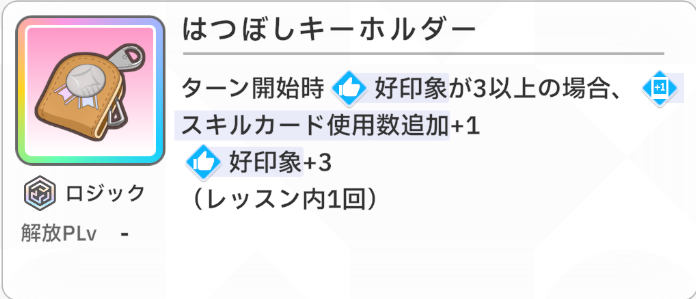 はつぼしキーホルダー
ターン開始時 好印象が3以上の場合、 +1
スキルカード使用数追加+1
好印象+3
（レッスン内1回）
ロジック
解放PLv -